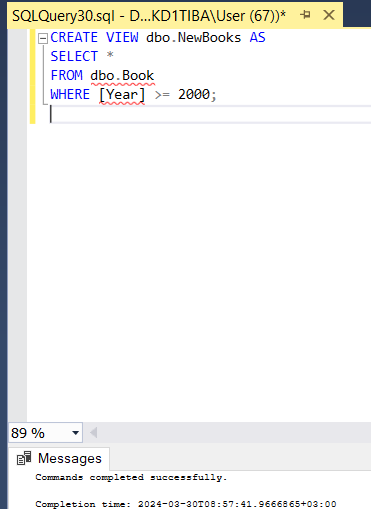 SQLQuery30.sql - D...KD1TIBA\User (67))*
CREATE VIEW dbo.NewBooks AS
SELECT *
FROM dbo.Book
WHERE [Year] >= 2000;
89 %
Messages
Commands completed successfully.
Completion time: 2024-03-30T08:57:41.9666865+03:00